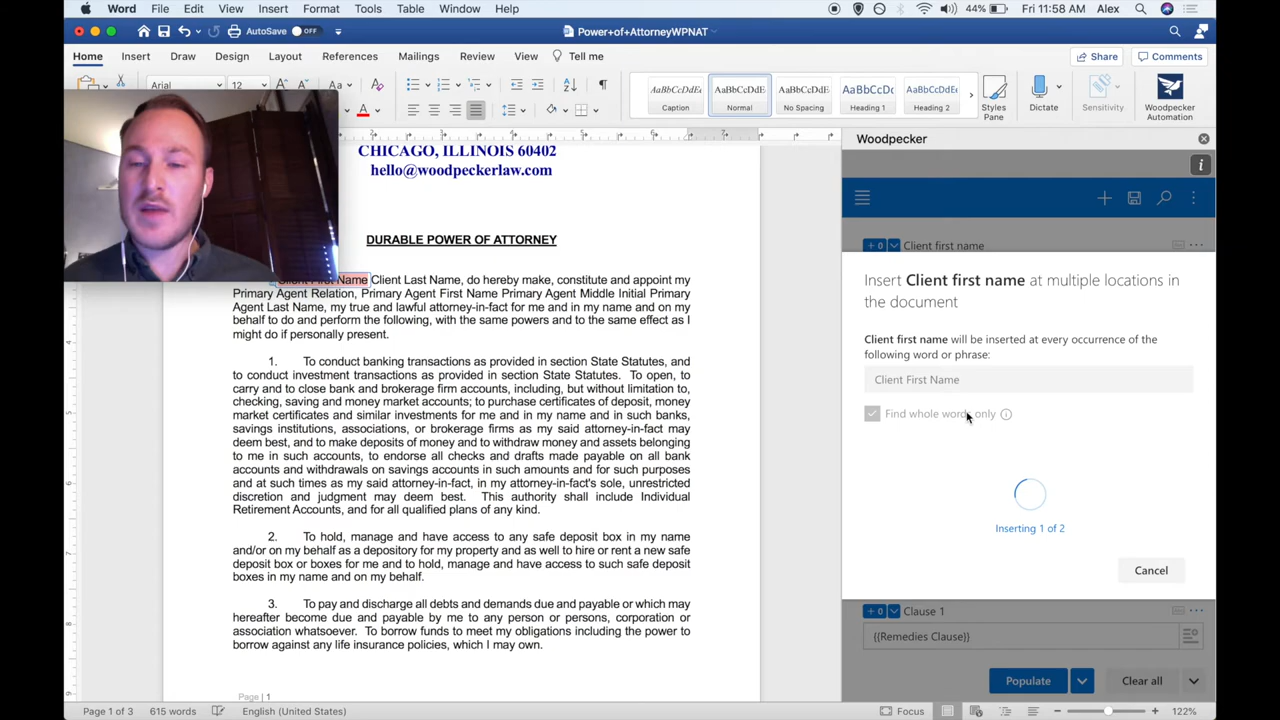 Word File Edit View Insert Format Tools Table Window Help 44% Fri 11:58 AM Alex
AutoSave OFF Power+of+AttorneyWPNAT
Home Insert Draw Design Layout References Mailings Review View Tell me Share Comments
Arial 12
AaBbCcDdE AaBbCcDdE AaBbCcDdE AaBbCcDc AaBbCcDdE
Caption Normal No Spacing Heading 1 Heading 2 Styles Pane Dictate Sensitivity Woodpecker Automation
CHICAGO, ILLINOIS 60402
hello@woodpeckerlaw.com
DURABLE POWER OF ATTORNEY
Client First Name Client Last Name, do hereby make, constitute and appoint my
Primary Agent Relation, Primary Agent First Name Primary Agent Middle Initial Primary
Agent Last Name, my true and lawful attorney-in-fact for me and in my name and on my
behalf to do and perform the following, with the same powers and to the same effect as I
might do if personally present.
1. To conduct banking transactions as provided in section State Statutes, and
to conduct investment transactions as provided in section State Statutes. To open, to
carry and to close bank and brokerage firm accounts, including, but without limitation to,
checking, saving and money market accounts; to purchase certificates of deposit, money
market certificates and similar investments for me and in my name and in such banks,
savings institutions, associations, or brokerage firms as my said attorney-in-fact may
deem best, and to make deposits of money and to withdraw money and assets belonging
to me in such accounts, to endorse all checks and drafts made payable on all bank
accounts and withdrawals on savings accounts in such amounts and for such purposes
and at such times as my said attorney-in-fact, in my attorney-in-fact's sole, unrestricted
discretion and judgment may deem best. This authority shall include Individual
Retirement Accounts, and for all qualified plans of any kind.
2. To hold, manage and have access to any safe deposit box in my name
and/or on my behalf as a depository for my property and as well to hire or rent a new safe
deposit box or boxes for me and to hold, manage and have access to such safe deposit
boxes in my name and on my behalf.
3. To pay and discharge all debts and demands due and payable or which may
hereafter become due and payable by me to any person or persons, corporation or
association whatsoever. To borrow funds to meet my obligations including the power to
borrow against any life insurance policies, which I may own.
Page | 1
Woodpecker
+ 0 Client first name
Insert Client first name at multiple locations in
the document
Client first name will be inserted at every occurrence of the
following word or phrase:
Client First Name
Find whole words only
Inserting 1 of 2
Cancel
+ 0 Clause 1
{{Remedies Clause}}
Populate Clear all
Page 1 of 3 615 words English (United States) Focus 122%